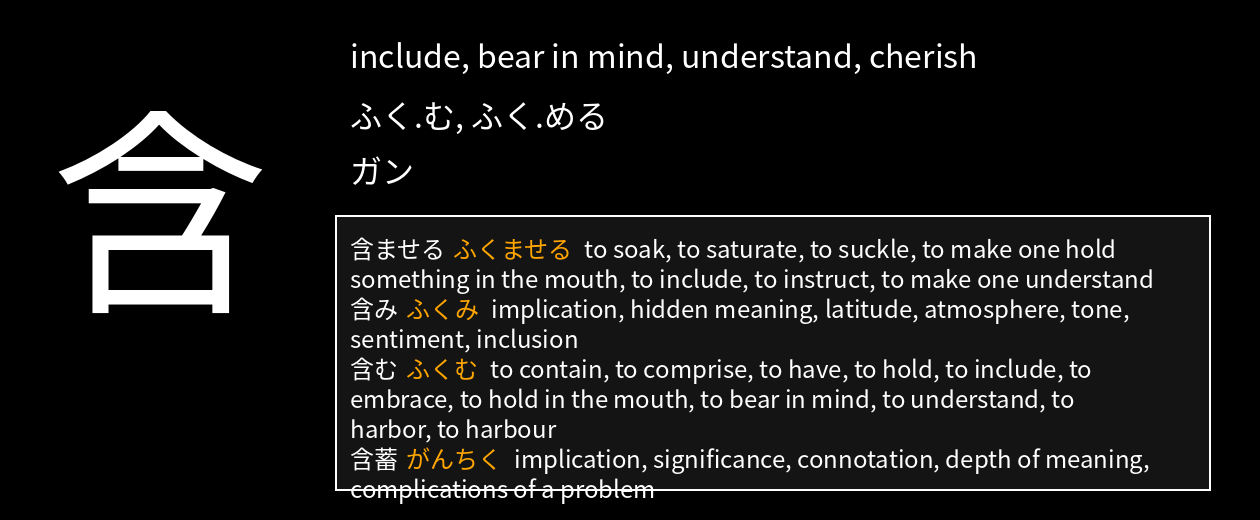 含
include, bear in mind, understand, cherish
ふく.む, ふく.める
ガン
含ませる ふくませる to soak, to saturate, to suckle, to make one hold
something in the mouth, to include, to instruct, to make one understand
含み ふくみ implication, hidden meaning, latitude, atmosphere, tone,
sentiment, inclusion
含む ふくむ to contain, to comprise, to have, to hold, to include, to
embrace, to hold in the mouth, to bear in mind, to understand, to
harbor, to harbour
含蓄 がんちく implication, significance, connotation, depth of meaning,
complications of a problem